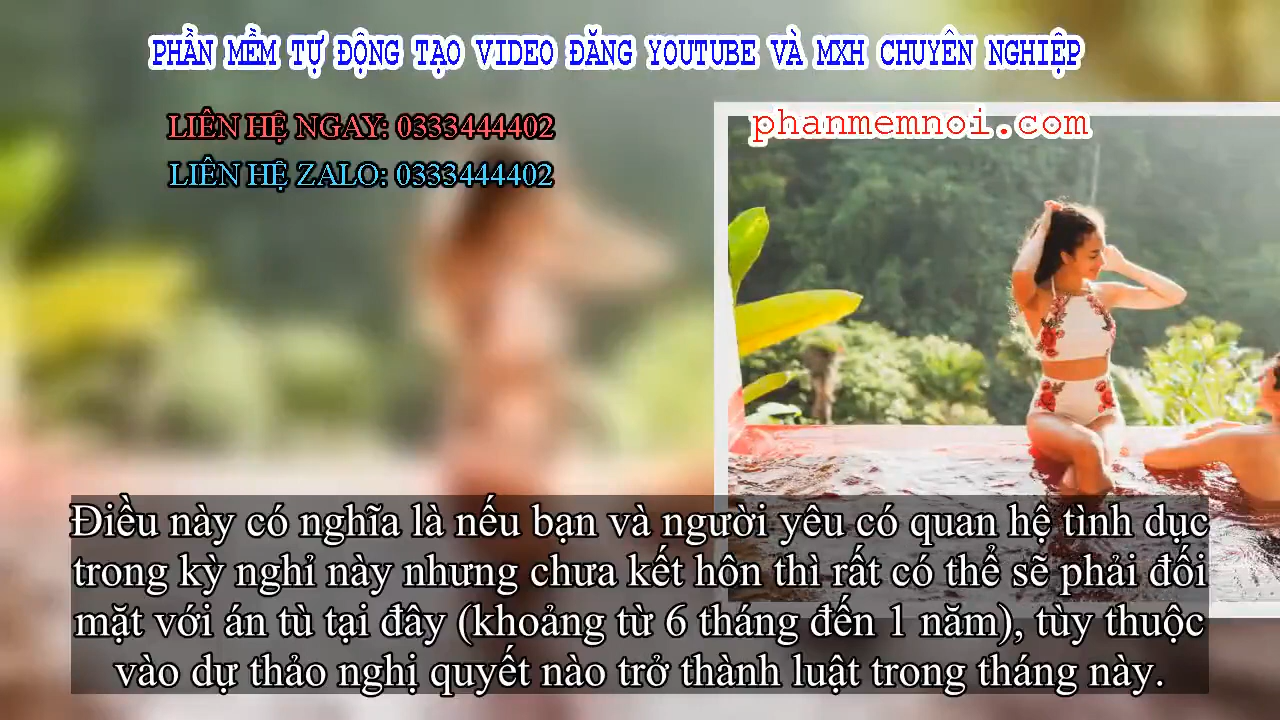 PHẦN MỀM TỰ ĐỘNG TẠO VIDEO ĐĂNG YOUTUBE VÀ MXH CHUYÊN NGHIỆP
LIÊN HỆ NGAY: 0333444402
phanmemnoi.com
LIÊN HỆ ZALO: 0333444402
Điều này có nghĩa là nếu bạn và người yêu có quan hệ tình dục
trong kỳ nghỉ này nhưng chưa kết hôn thì rất có thể sẽ phải đối
mặt với án tù tại đây (khoảng từ 6 tháng đến 1 năm), tùy thuộc
vào dự thảo nghị quyết nào trở thành luật trong tháng này.